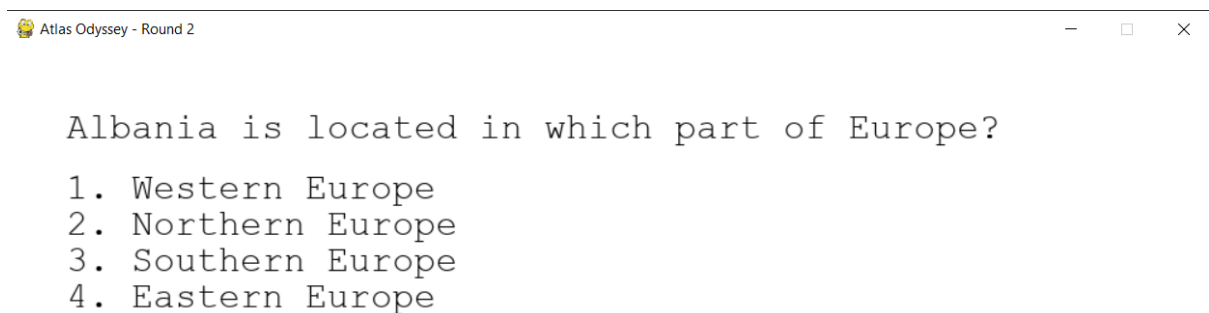 Atlas Odyssey - Round 2
Albania is located in which part of Europe?
1. Western Europe
2. Northern Europe
3. Southern Europe
4. Eastern Europe